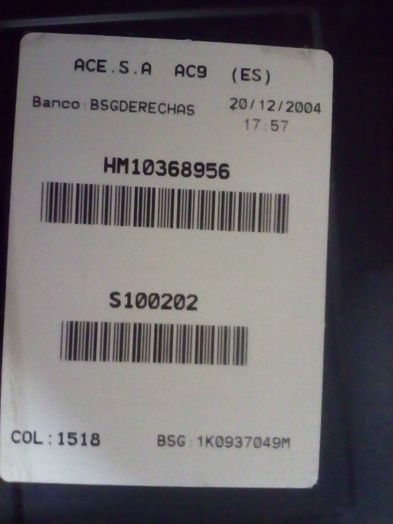 ACE.S.A AC9 (ES)
Banco:BSGDERECHAS 20/12/2004
17:57
HM10368956
S100202
COL:1518 BSG:1K0937049M